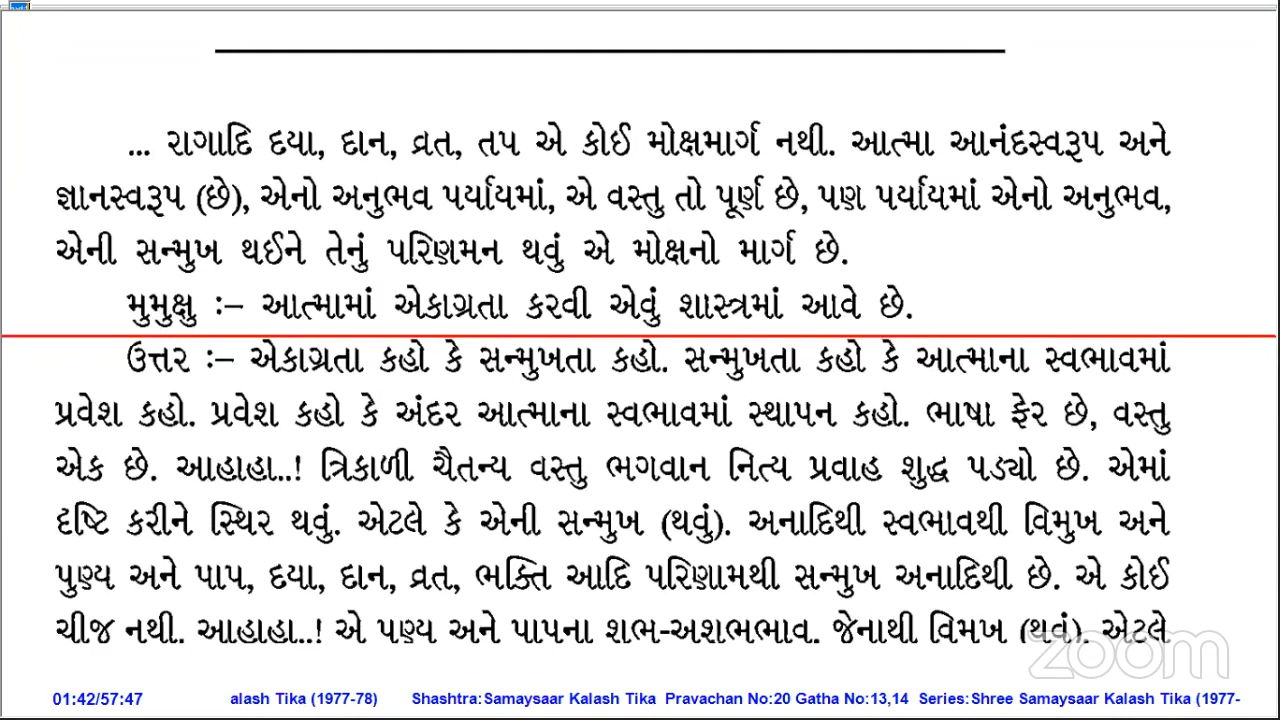 ... રાગાદિ દયા, દાન, વ્રત, તપ એ કોઈ મોક્ષમાર્ગ નથી. આત્મા આનંદસ્વરૂપ અને
જ્ઞાનસ્વરૂપ (છે), એનો અનુભવ પર્યાયમાં, એ વસ્તુ તો પૂર્ણ છે, પણ પર્યાયમાં એનો અનુભવ,
એની સન્મુખ થઈને તેનું પરિણમન થવું એ મોક્ષનો માર્ગ છે.
મુમુક્ષુ :– આત્મામાં એકાગ્રતા કરવી એવું શાસ્ત્રમાં આવે છે.
ઉત્તર :– એકાગ્રતા કહો કે સન્મુખતા કહો. સન્મુખતા કહો કે આત્માના સ્વભાવમાં
પ્રવેશ કહો. પ્રવેશ કહો કે અંદર આત્માના સ્વભાવમાં સ્થાપન કહો. ભાષા ફેર છે, વસ્તુ
એક છે. આહાહા..! ત્રિકાળી ચૈતન્ય વસ્તુ ભગવાન નિત્ય પ્રવાહ શુદ્ધ પડ્યો છે. એમાં
દૃષ્ટિ કરીને સ્થિર થવું. એટલે કે એની સન્મુખ (થવું). અનાદિથી સ્વભાવથી વિમુખ અને
પુણ્ય અને પાપ, દયા, દાન, વ્રત, ભક્તિ આદિ પરિણામથી સન્મુખ અનાદિથી છે. એ કોઈ
ચીજ નથી. આહાહા..! એ પુણ્ય અને પાપના શુભ-અશુભભાવ, જેનાથી વિમુખ (થવું). એટલે
zoom
01:42/57:47 alash Tika (1977-78) Shashtra:Samaysaar Kalash Tika Pravachan No:20 Gatha No:13,14 Series:Shree Samaysaar Kalash Tika (1977-